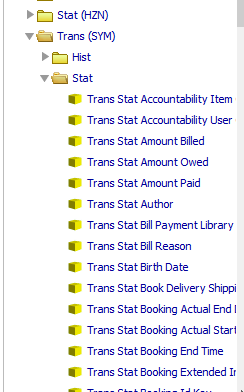 Stat (HZN)
Trans (SYM)
Hist
Stat
Trans Stat Accountability Item
Trans Stat Accountability User
Trans Stat Amount Billed
Trans Stat Amount Owed
Trans Stat Amount Paid
Trans Stat Author
Trans Stat Bill Payment Library
Trans Stat Bill Reason
Trans Stat Birth Date
Trans Stat Book Delivery Shippi
Trans Stat Booking Actual End
Trans Stat Booking Actual Start
Trans Stat Booking End Time
Trans Stat Booking Extended In
Trans Stat Booking Id Key